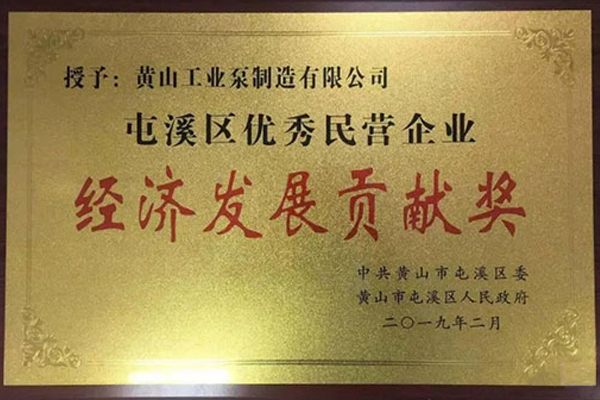 授予：黄山工业泵制造有限公司
屯溪区优秀民营企业
经济发展贡献奖
中共黄山市屯溪区委
黄山市屯溪区人民政府
二〇一九年二月